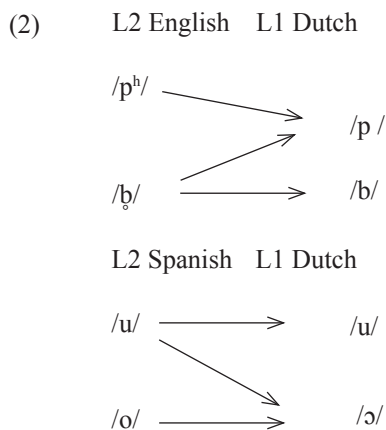 (2) L2 English L1 Dutch
/pʰ/
/p /
/b̥/ /b/
L2 Spanish L1 Dutch
/u/ /u/
/o/ /ɔ/